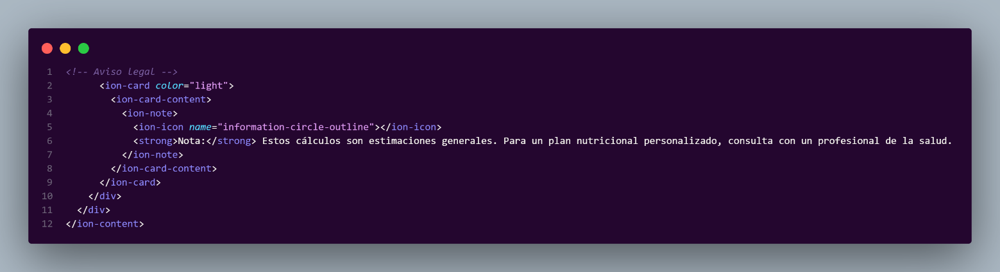 1 <!-- Aviso legal -->
2       <ion-card color="light">
3         <ion-card-content>
4           <ion-note>
5             <ion-icon name="information-circle-outline"></ion-icon>
6             <strong>Nota:</strong> Estos cálculos son estimaciones generales. Para un plan nutricional personalizado, consulta con un profesional de la salud.
7           </ion-note>
8         </ion-card-content>
9       </ion-card>
10     </div>
11   </div>
12 </ion-content>